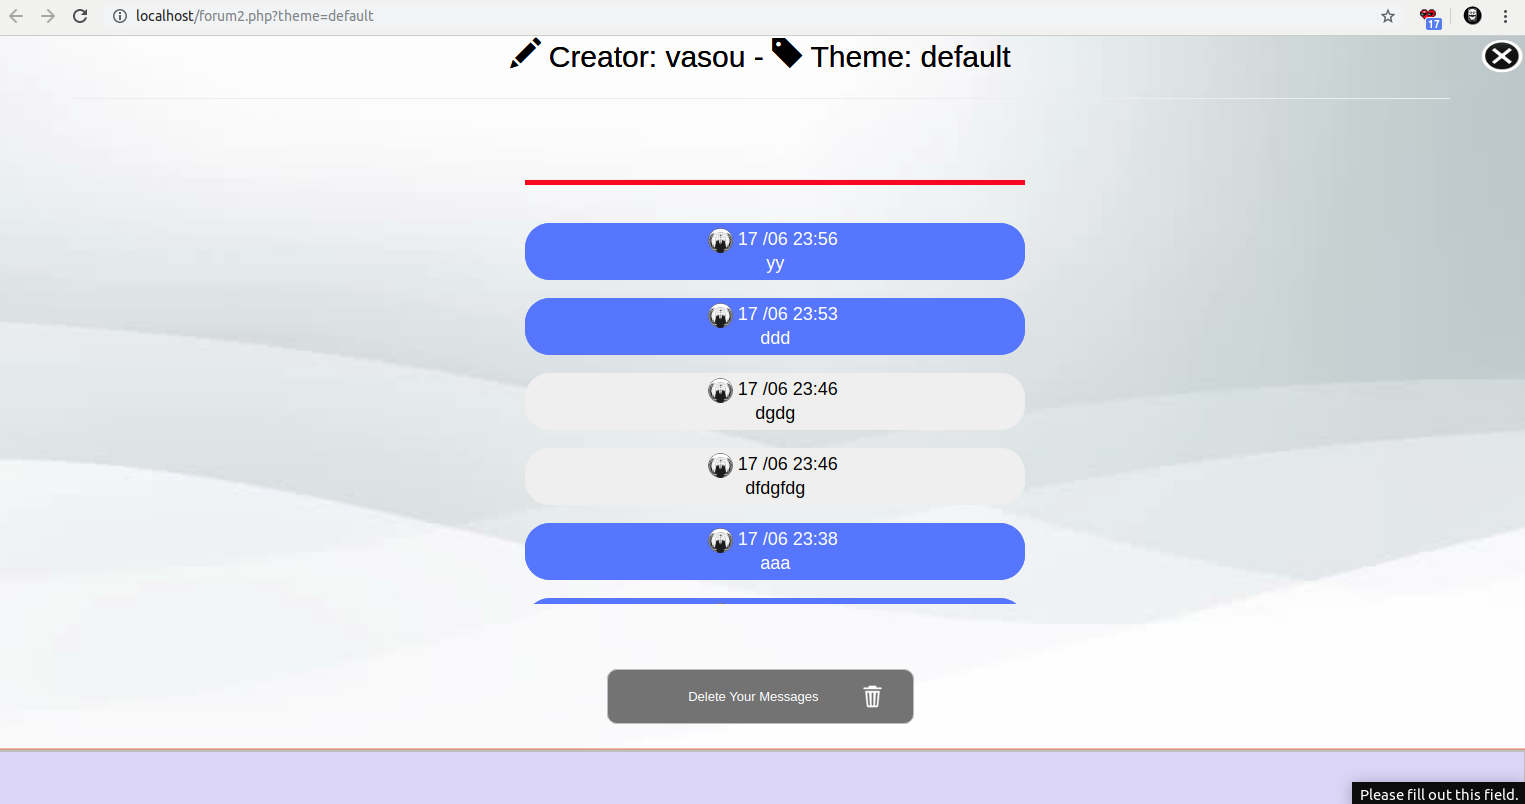 localhost/forum2.php?theme=default
17
Creator: vasou - Theme: default
17 /06 23:56
yy
17 /06 23:53
ddd
17 /06 23:46
dgdg
17 /06 23:46
dfdgfdg
17 /06 23:38
aaa
Delete Your Messages
Please fill out this field.